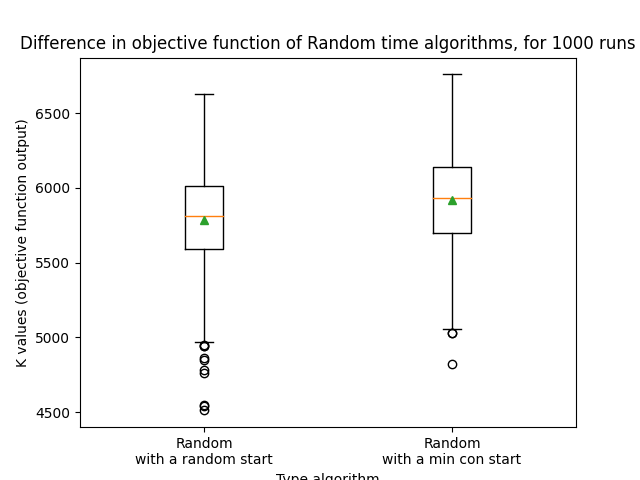 Difference in objective function of Random time algorithms, for 1000 runs
K values (objective function output)
6500
6000
5500
5000
4500
Random
with a random start
Random
with a min con start
Type algorithm